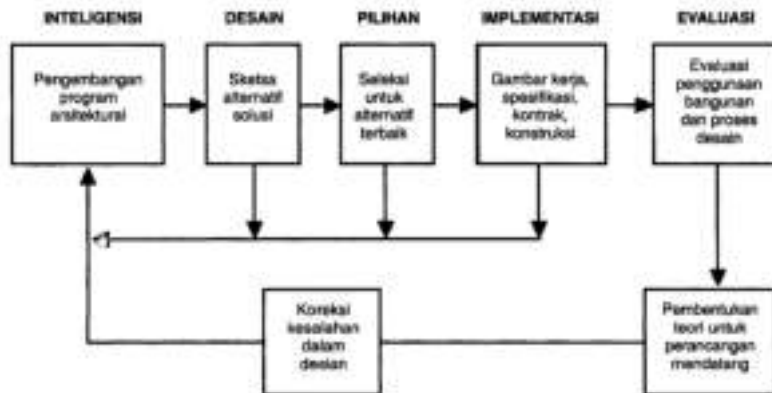 INTELIGENSI
DESAIN
PILIHAN
IMPLEMENTASI
EVALUASI
Pengembangan
program
arsitektural
Sketsa
alternatif
solusi
Seleksi
untuk
alternatif
terbaik
Gambar kerja,
spesifikasi,
kontrak,
konstruksi
Evaluasi
penggunaan
bangunan
dan proses
desain
Koreksi
kesalahan
dalam
desian
Pembentukan
teori untuk
perancangan
mendatang